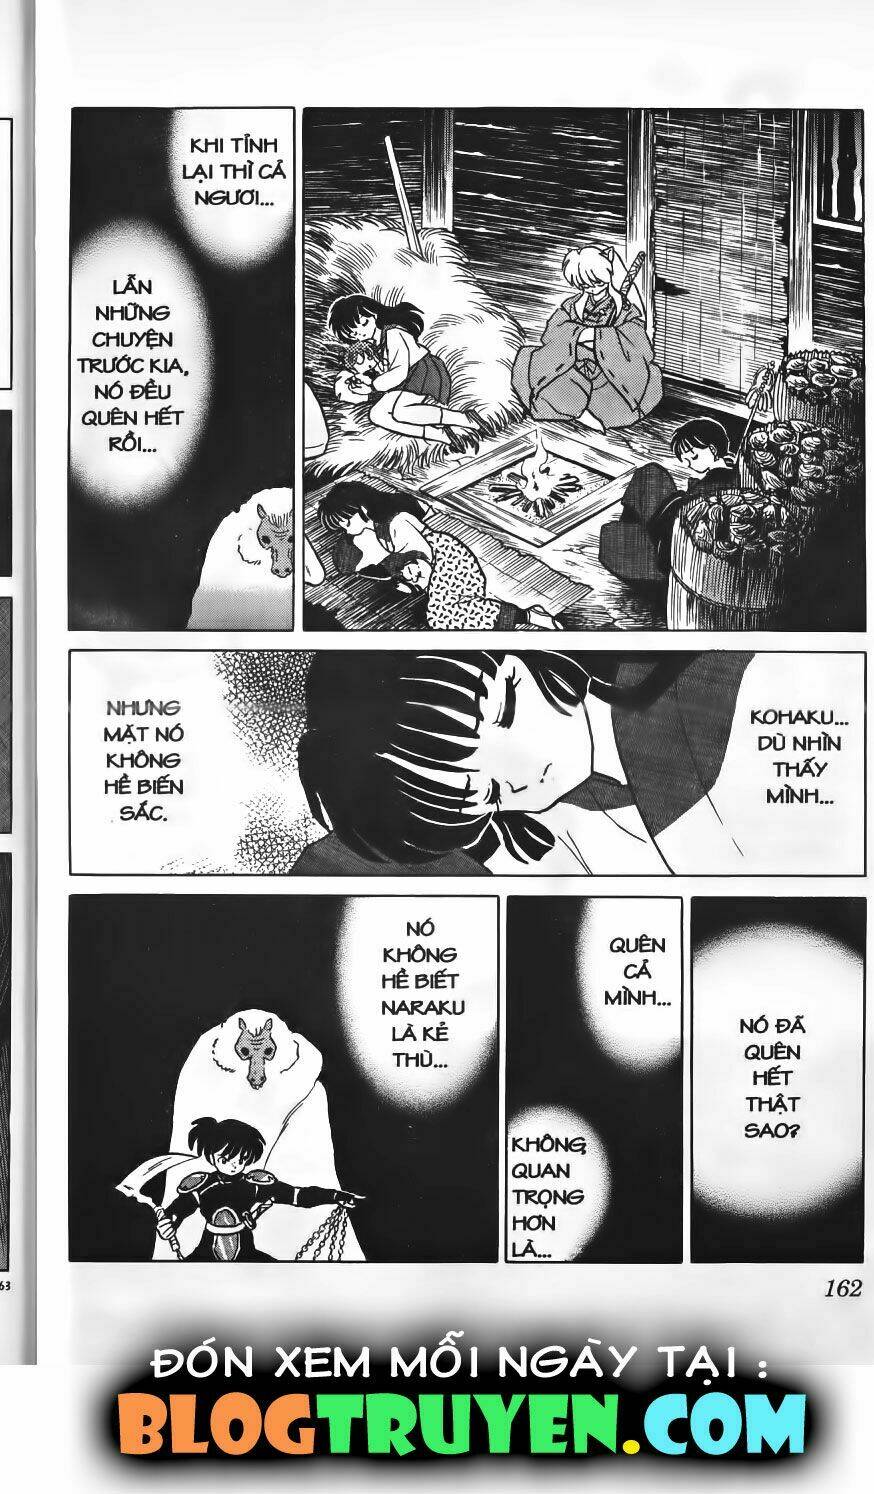 KHI TỈNH
LẠI THÌ CẢ
NGƯƠI...
LẪN
NHỮNG
CHUYỆN
TRƯỚC KIA,
NÓ ĐỀU
QUÊN HẾT
RỒI...
KOHAKU...
DÙ NHÌN
THẤY
MÌNH...
NHƯNG
MẶT NÓ
KHÔNG
HỀ BIẾN
SẮC.
NÓ ĐÃ
QUÊN
HẾT
THẬT
SAO?
QUÊN
CẢ
MÌNH...
KHÔNG,
QUAN
TRỌNG
HƠN
LÀ...
NÓ
KHÔNG
HỀ BIẾT
NARAKU
LÀ KẺ
THÙ...
63
162
ĐÓN XEM MỖI NGÀY TẠI :
BLOGTRUYEN.COM